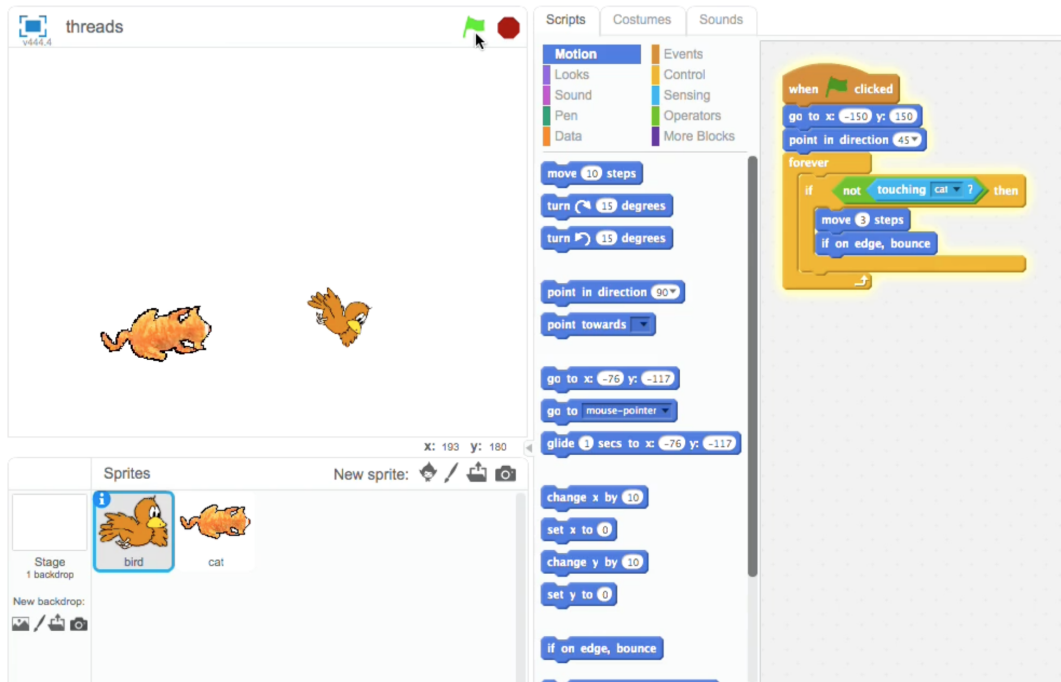 threads
v444.4
x: 193 y: 180
Sprites New sprite:
bird
cat
Stage
1 backdrop
New backdrop:
Scripts Costumes Sounds
Motion Events
Looks Control
Sound Sensing
Pen Operators
Data More Blocks
move 10 steps
turn 15 degrees
turn 15 degrees
point in direction 90
point towards
go to x: -76 y: -117
go to mouse-pointer
glide 1 secs to x: -76 y: -117
change x by 10
set x to 0
change y by 10
set y to 0
if on edge, bounce
when clicked
go to x: -150 y: 150
point in direction 45
forever
if not touching cat ? then
move 3 steps
if on edge, bounce